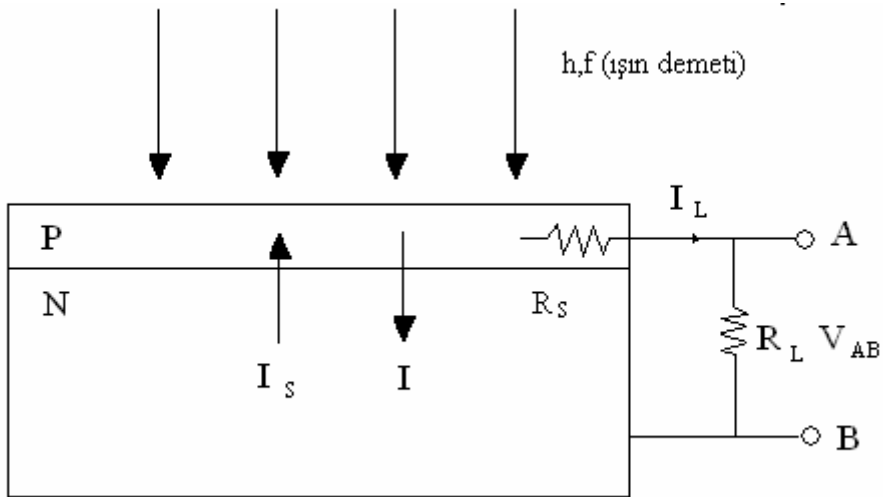 h,f (ışın demeti)
I L
P
A
N
R S
R L V AB
I S
I
B